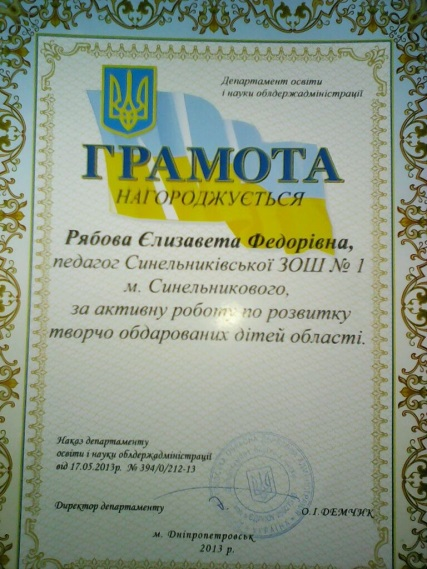 Департамент освіти
і науки облдержадміністрації
ГРАМОТА
НАГОРОДЖУЄТЬСЯ
Рябова Єлизавета Федорівна,
педагог Синельниківської ЗОШ № 1
м. Синельникового,
за активну роботу по розвитку
творчо обдарованих дітей області.
Наказ департаменту
освіти і науки облдержадміністрації
від 17.05.2013р. № 394/0/212-13
Директор департаменту
О.І.ДЕМЧИК
м. Дніпропетровськ
2013 р.